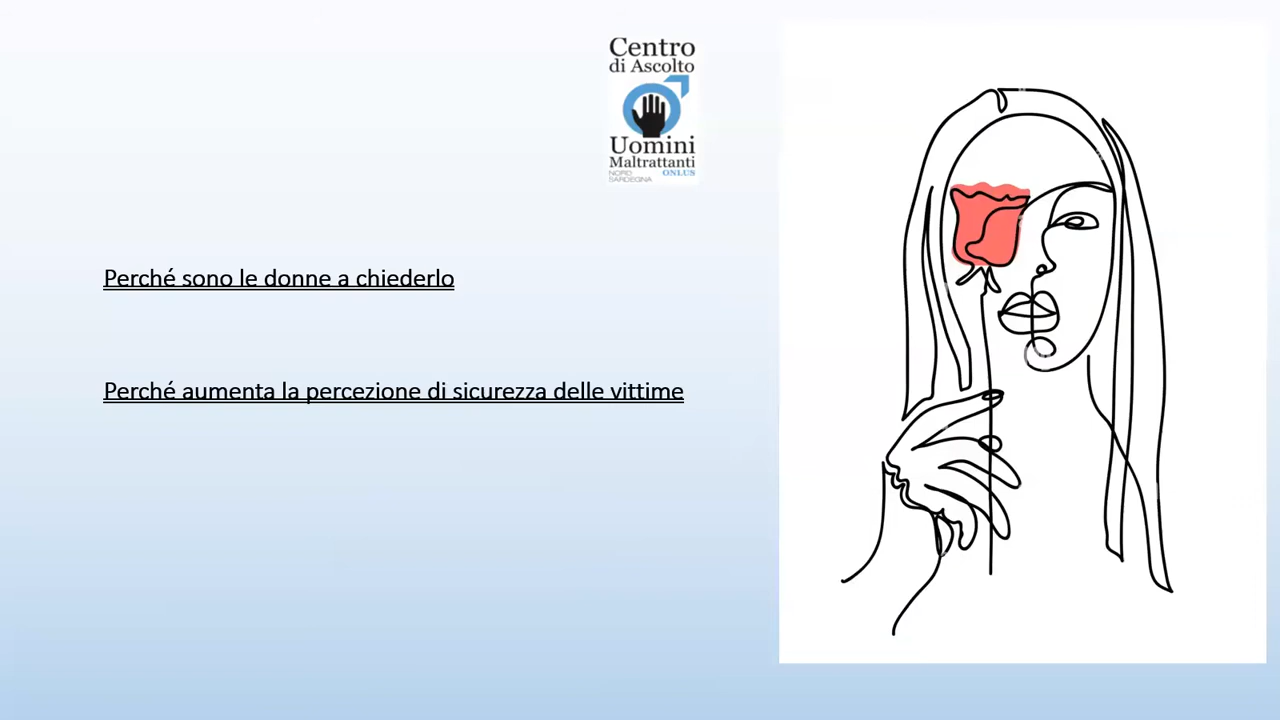 Centro
di Ascolto
Uomini
Maltrattanti
NORD
SARDEGNA
ONLUS
Perché sono le donne a chiederlo
Perché aumenta la percezione di sicurezza delle vittime